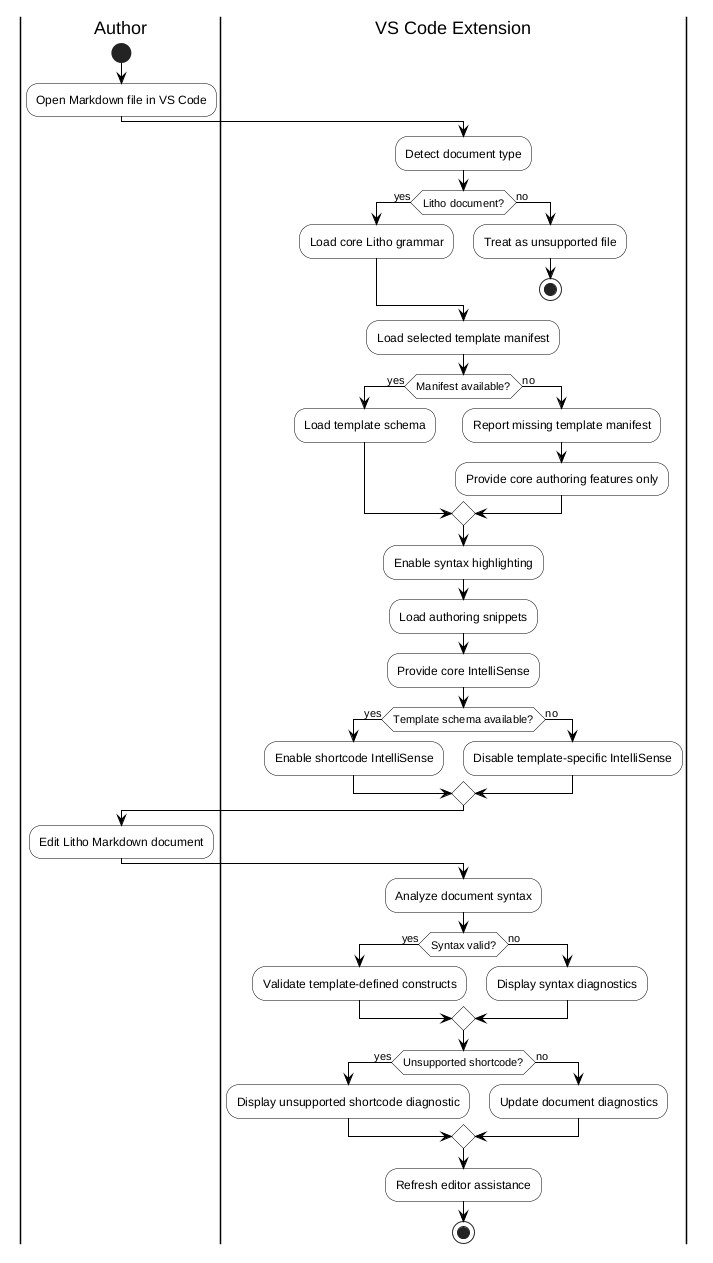 Author
VS Code Extension
Open Markdown file in VS Code
Detect document type
yes
Litho document?
no
Load core Litho grammar
Treat as unsupported file
Load selected template manifest
yes
Manifest available?
no
Load template schema
Report missing template manifest
Provide core authoring features only
Enable syntax highlighting
Load authoring snippets
Provide core IntelliSense
yes
Template schema available?
no
Enable shortcode IntelliSense
Disable template-specific IntelliSense
Edit Litho Markdown document
Analyze document syntax
yes
Syntax valid?
no
Validate template-defined constructs
Display syntax diagnostics
yes
Unsupported shortcode?
no
Display unsupported shortcode diagnostic
Update document diagnostics
Refresh editor assistance